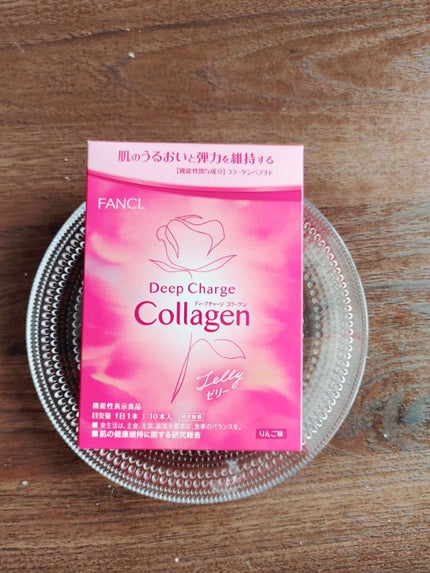 肌のうるおいと弾力を維持する
【機能性関与成分】コラーゲンペプチド
FANCL
Deep Charge
ディープチャージ コラーゲン
Collagen
Jelly
ゼリー
機能性表示食品
目安量 1日1本 | 10本入
■ 食生活は、主食、主菜、副菜を基本に、食事のバランスを。
■ 肌の健康維持に関する研究報告
りんご味